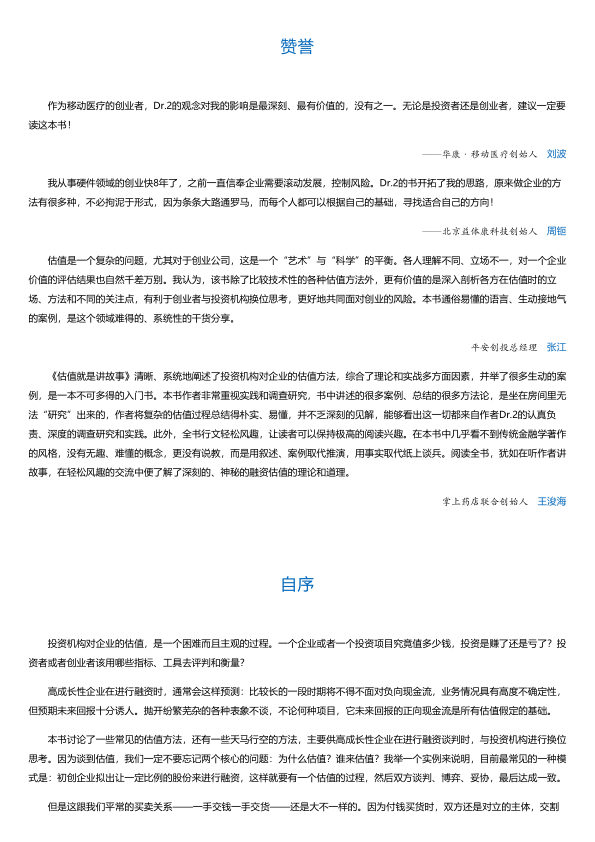 赞誉
作为移动医疗的创业者，Dr.2的观念对我的影响是最深刻、最有价值的，没有之一。无论是投资者还是创业者，建议一定要
读这本书！
——华康·移动医疗创始人 刘波
我从事硬件领域的创业快8年了，之前一直信奉企业需要滚动发展，控制风险。Dr.2的书开拓了我的思路，原来做企业的方
法有很多种，不必拘泥于形式，因为条条大路通罗马，而每个人都可以根据自己的基础，寻找适合自己的方向！
——北京益体康科技创始人 周钷
估值是一个复杂的问题，尤其对于创业公司，这是一个“艺术”与“科学”的平衡。各人理解不同、立场不一，对一个企业
价值的评估结果也自然千差万别。我认为，该书除了比较技术性的各种估值方法外，更有价值的是深入剖析各方在估值时的立
场、方法和不同的关注点，有利于创业者与投资机构换位思考，更好地共同面对创业的风险。本书通俗易懂的语言、生动接地气
的案例，是这个领域难得的、系统性的干货分享。
平安创投总经理 张江
《估值就是讲故事》清晰、系统地阐述了投资机构对企业的估值方法，综合了理论和实战多方面因素，并举了很多生动的案
例，是一本不可多得的入门书。本书作者非常重视实践和调查研究，书中讲述的很多案例、总结的很多方法论，是坐在房间里无
法“研究”出来的，作者将复杂的估值过程总结得朴实、易懂，并不乏深刻的见解，能够看出这一切都来自作者Dr.2的认真负
责、深度的调查研究和实践。此外，全书行文轻松风趣，让读者可以保持极高的阅读兴趣。在本书中几乎看不到传统金融学著作
的风格，没有无趣、难懂的概念，更没有说教，而是用叙述、案例取代推演，用事实取代纸上谈兵。阅读全书，犹如在听作者讲
故事，在轻松风趣的交流中便了解了深刻的、神秘的融资估值的理论和道理。
掌上药店联合创始人 王浚海
自序
投资机构对企业的估值，是一个困难而且主观的过程。一个企业或者一个投资项目究竟值多少钱，投资是赚了还是亏了？投
资者或者创业者该用哪些指标、工具去评判和衡量？
高成长性企业在进行融资时，通常会这样预测：比较长的一段时期将不得不面对负向现金流，业务情况具有高度不确定性，
但预期未来回报十分诱人。抛开纷繁芜杂的各种表象不谈，不论何种项目，它未来回报的正向现金流是所有估值假定的基础。
本书讨论了一些常见的估值方法，还有一些天马行空的方法，主要供高成长性企业在进行融资谈判时，与投资机构进行换位
思考。因为谈到估值，我们一定不要忘记两个核心的问题：为什么估值？谁来估值？我举一个实例来说明，目前最常见的一种模
式是：初创企业拟出让一定比例的股份来进行融资，这样就要有一个估值的过程，然后双方谈判、博弈、妥协，最后达成一致。
但是这跟我们平常的买卖关系——一手交钱一手交货——还是大不一样的。因为付钱买货时，双方还是对立的主体，交割